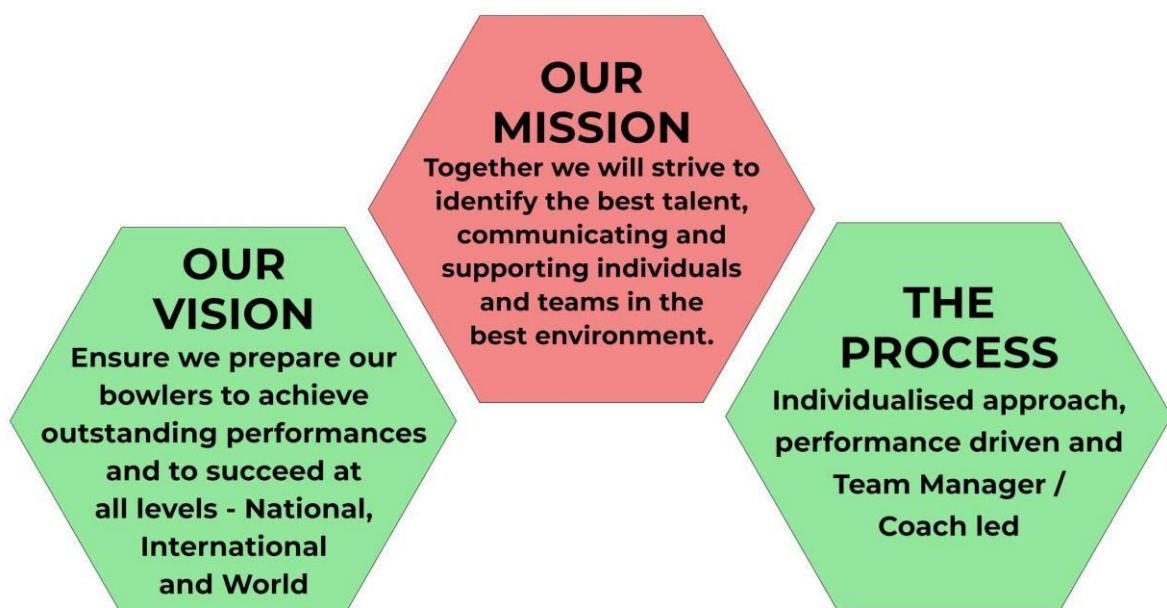 OUR
MISSION
Together we will strive to
identify the best talent,
communicating and
supporting individuals
and teams in the
best environment.
OUR
VISION
Ensure we prepare our
bowlers to achieve
outstanding performances
and to succeed at
all levels - National,
International
and World
THE
PROCESS
Individualised approach,
performance driven and
Team Manager /
Coach led